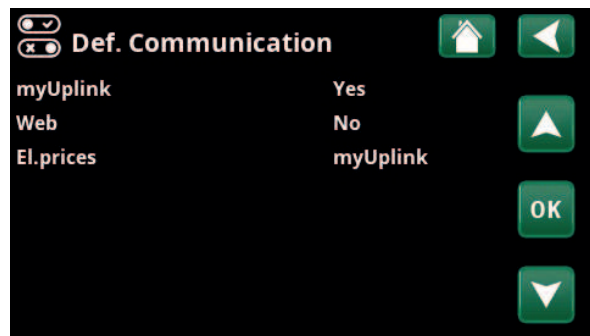 Def. Communication
myUplink Yes
Web No
El.prices myUplink
OK